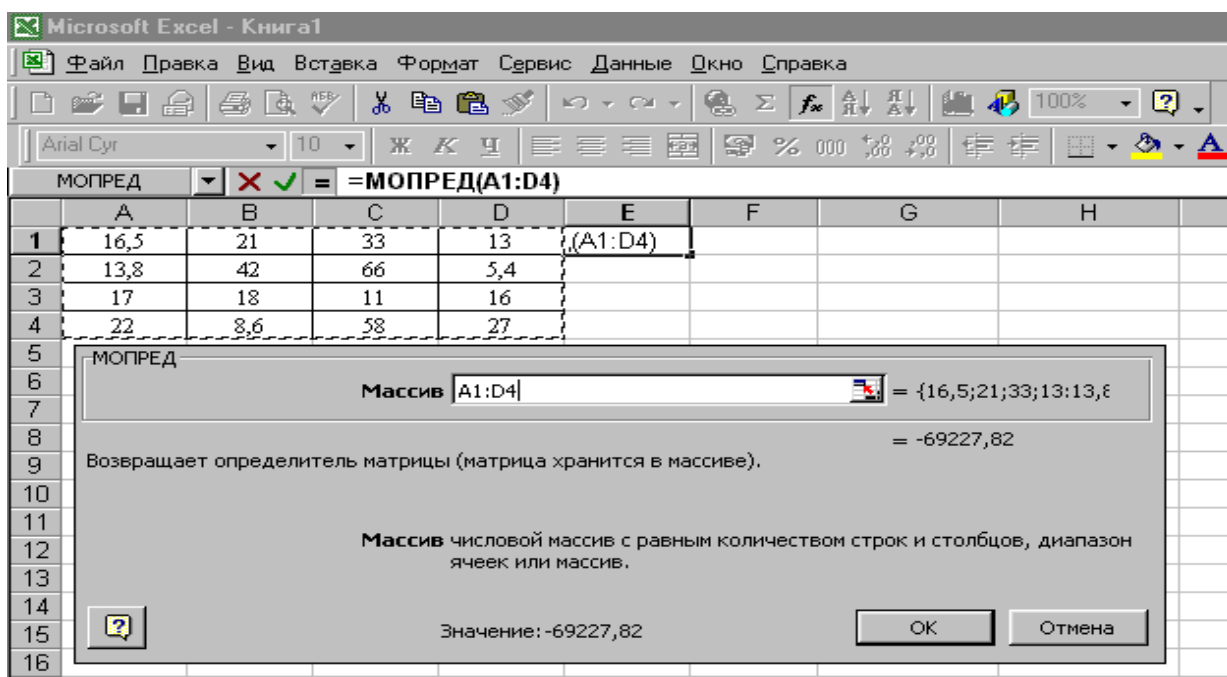 Microsoft Excel - Книга1
Файл Правка Вид Вставка Формат Сервис Данные Окно Справка
100%
Arial Cyr 10 Ж К Ч % 000
МОПРЕД = =МОПРЕД(A1:D4)
A B C D E F G H
1 16,5 21 33 13 (A1:D4)
2 13,8 42 66 5,4
3 17 18 11 16
4 22 8,6 58 27
5 МОПРЕД
6 Массив A1:D4 = {16,5;21;33;13:13,8
7
8 = -69227,82
9 Возвращает определитель матрицы (матрица хранится в массиве).
10
11
12 Массив числовой массив с равным количеством строк и столбцов, диапазон
13 ячеек или массив.
14
15 Значение:-69227,82 OK Отмена
16